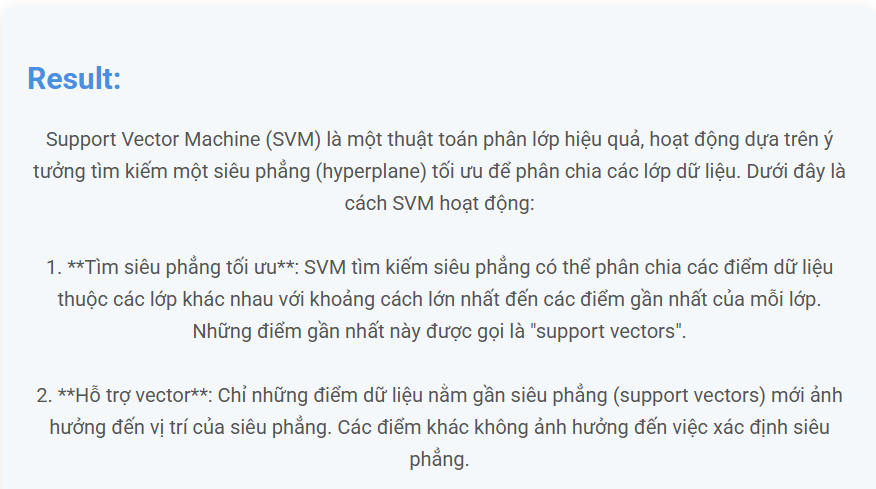 Result:
Support Vector Machine (SVM) là một thuật toán phân lớp hiệu quả, hoạt động dựa trên ý
tưởng tìm kiếm một siêu phẳng (hyperplane) tối ưu để phân chia các lớp dữ liệu. Dưới đây là
cách SVM hoạt động:
1. **Tìm siêu phẳng tối ưu**: SVM tìm kiếm siêu phẳng có thể phân chia các điểm dữ liệu
thuộc các lớp khác nhau với khoảng cách lớn nhất đến các điểm gần nhất của mỗi lớp.
Những điểm gần nhất này được gọi là "support vectors".
2. **Hỗ trợ vector**: Chỉ những điểm dữ liệu nằm gần siêu phẳng (support vectors) mới ảnh
hưởng đến vị trí của siêu phẳng. Các điểm khác không ảnh hưởng đến việc xác định siêu
phẳng.